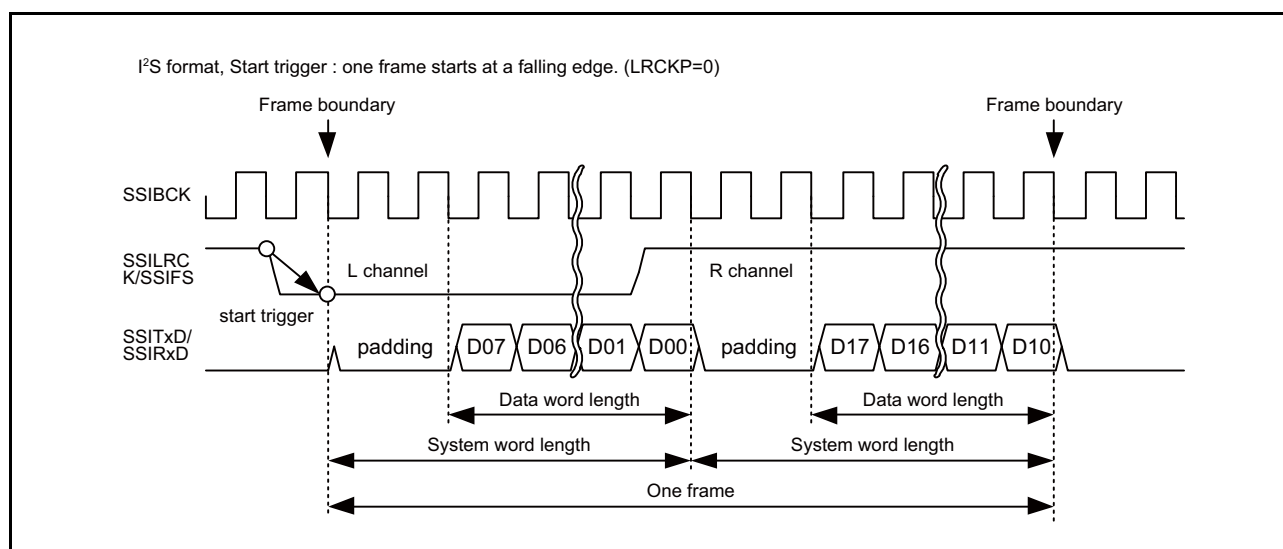 I²S format, Start trigger : one frame starts at a falling edge. (LRCKP=0)
Frame boundary
Frame boundary
SSIBCK
SSILRC
K/SSIFS
L channel
R channel
start trigger
SSITxD/
SSIRxD
padding
D07
D06
D01
D00
padding
D17
D16
D11
D10
Data word length
Data word length
System word length
System word length
One frame